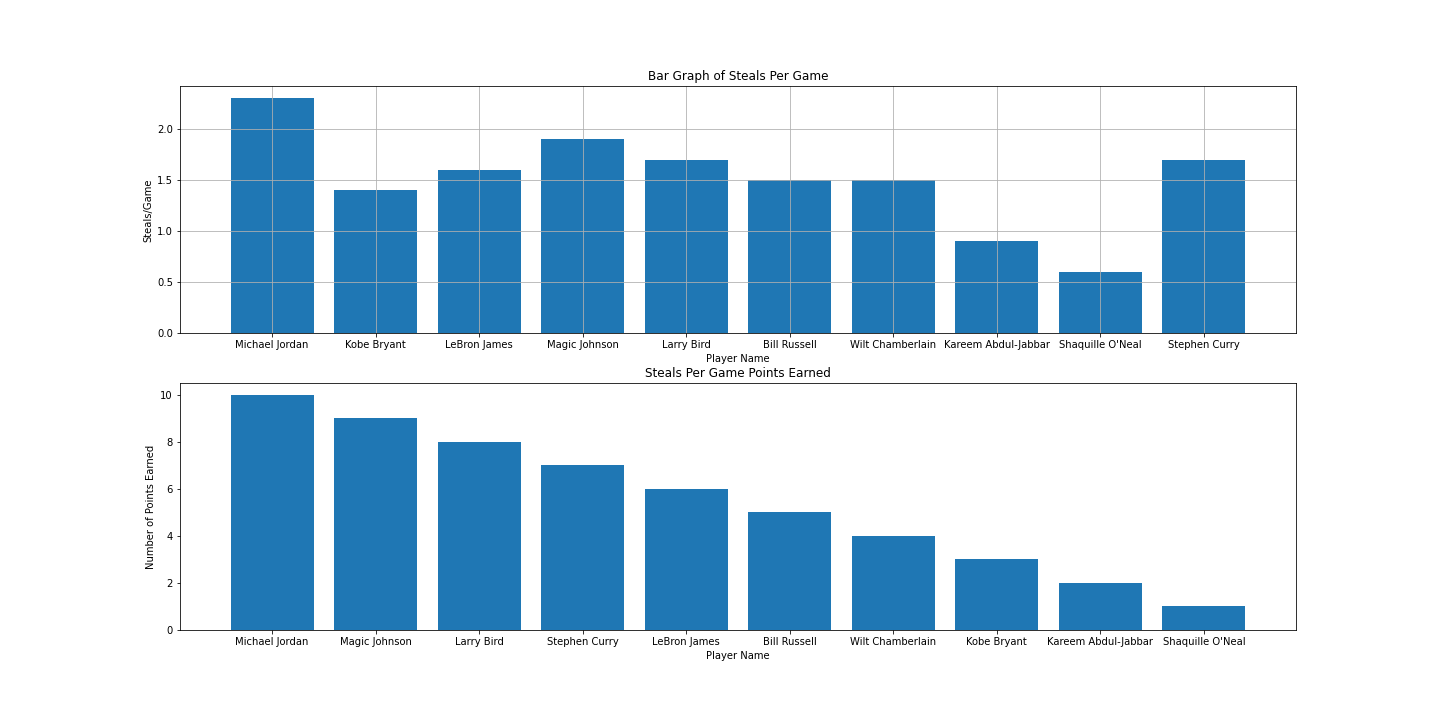 Bar Graph of Steals Per Game
2.0
1.5
1.0
0.5
0.0
Steals/Game
Michael Jordan Kobe Bryant LeBron James Magic Johnson Larry Bird Bill Russell Wilt Chamberlain Kareem Abdul-Jabbar Shaquille O'Neal Stephen Curry
Player Name
Steals Per Game Points Earned
10
8
6
4
2
0
Number of Points Earned
Michael Jordan Magic Johnson Larry Bird Stephen Curry LeBron James Bill Russell Wilt Chamberlain Kobe Bryant Kareem Abdul-Jabbar Shaquille O'Neal
Player Name